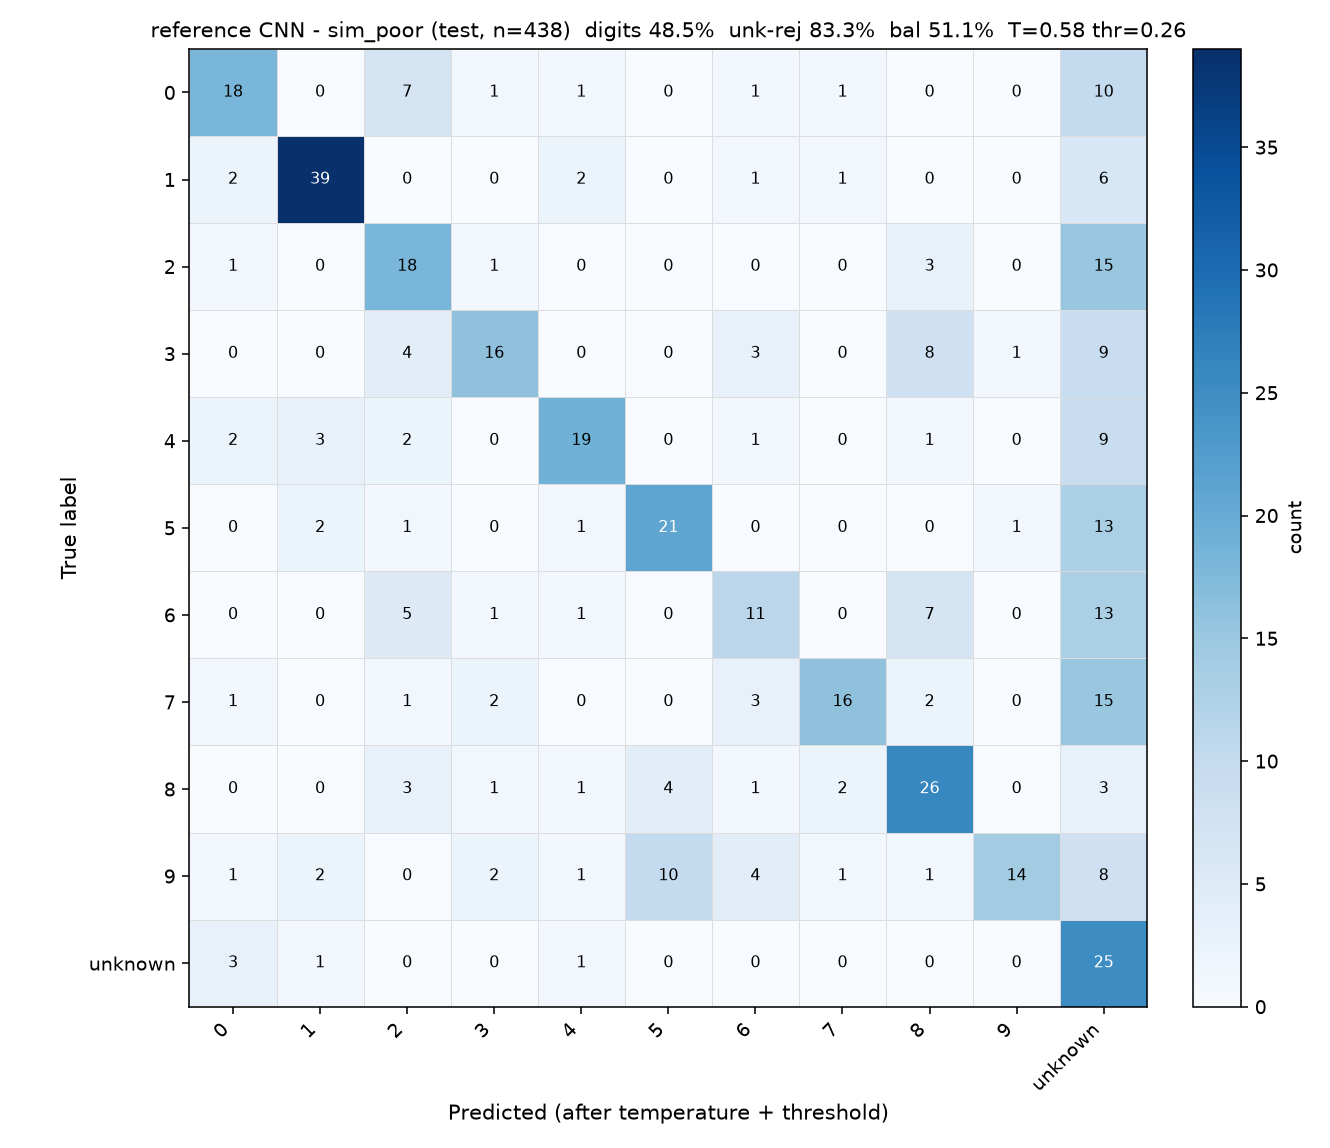 reference CNN - sim_poor (test, n=438)  digits 48.5%  unk-rej 83.3%  bal 51.1%  T=0.58 thr=0.26
0 18 0 7 1 1 0 1 1 0 0 10
1 2 39 0 0 2 0 1 1 0 0 6
2 1 0 18 1 0 0 0 0 3 0 15
3 0 0 4 16 0 0 3 0 8 1 9
4 2 3 2 0 19 0 1 0 1 0 9
5 0 2 1 0 1 21 0 0 0 1 13
6 0 0 5 1 1 0 11 0 7 0 13
7 1 0 1 2 0 0 3 16 2 0 15
8 0 0 3 1 1 4 1 2 26 0 3
9 1 2 0 2 1 10 4 1 1 14 8
unknown 3 1 0 0 1 0 0 0 0 0 25
0 1 2 3 4 5 6 7 8 9 unknown
Predicted (after temperature + threshold)
True label
35
30
25
20
15
10
5
0
count